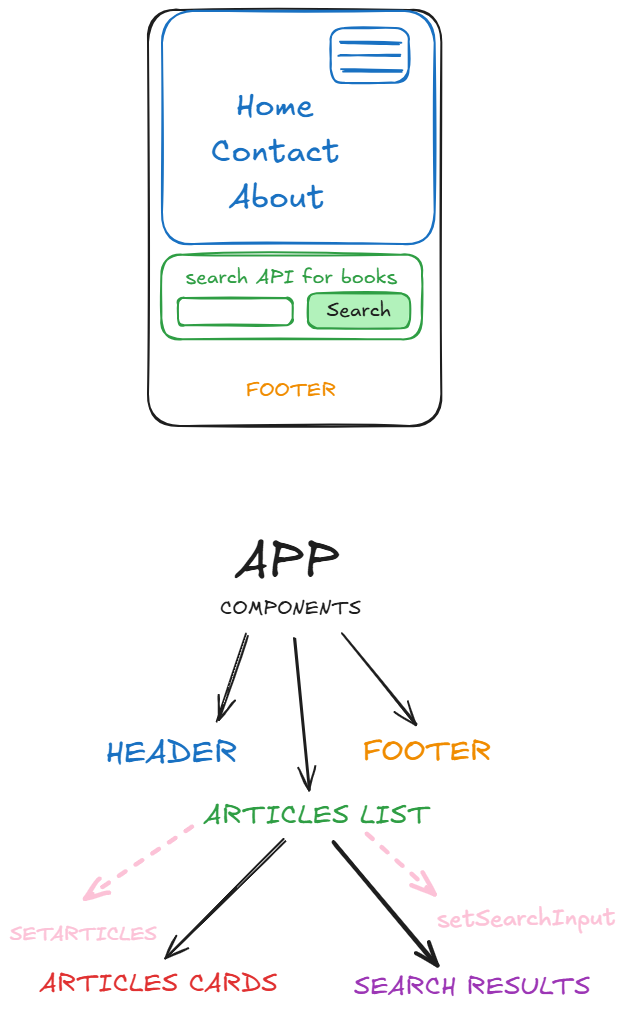 Home
Contact
About
search API for books
Search
FOOTER
APP
COMPONENTS
HEADER
FOOTER
ARTICLES LIST
SETARTICLES
setSearchInput
ARTICLES CARDS
SEARCH RESULTS